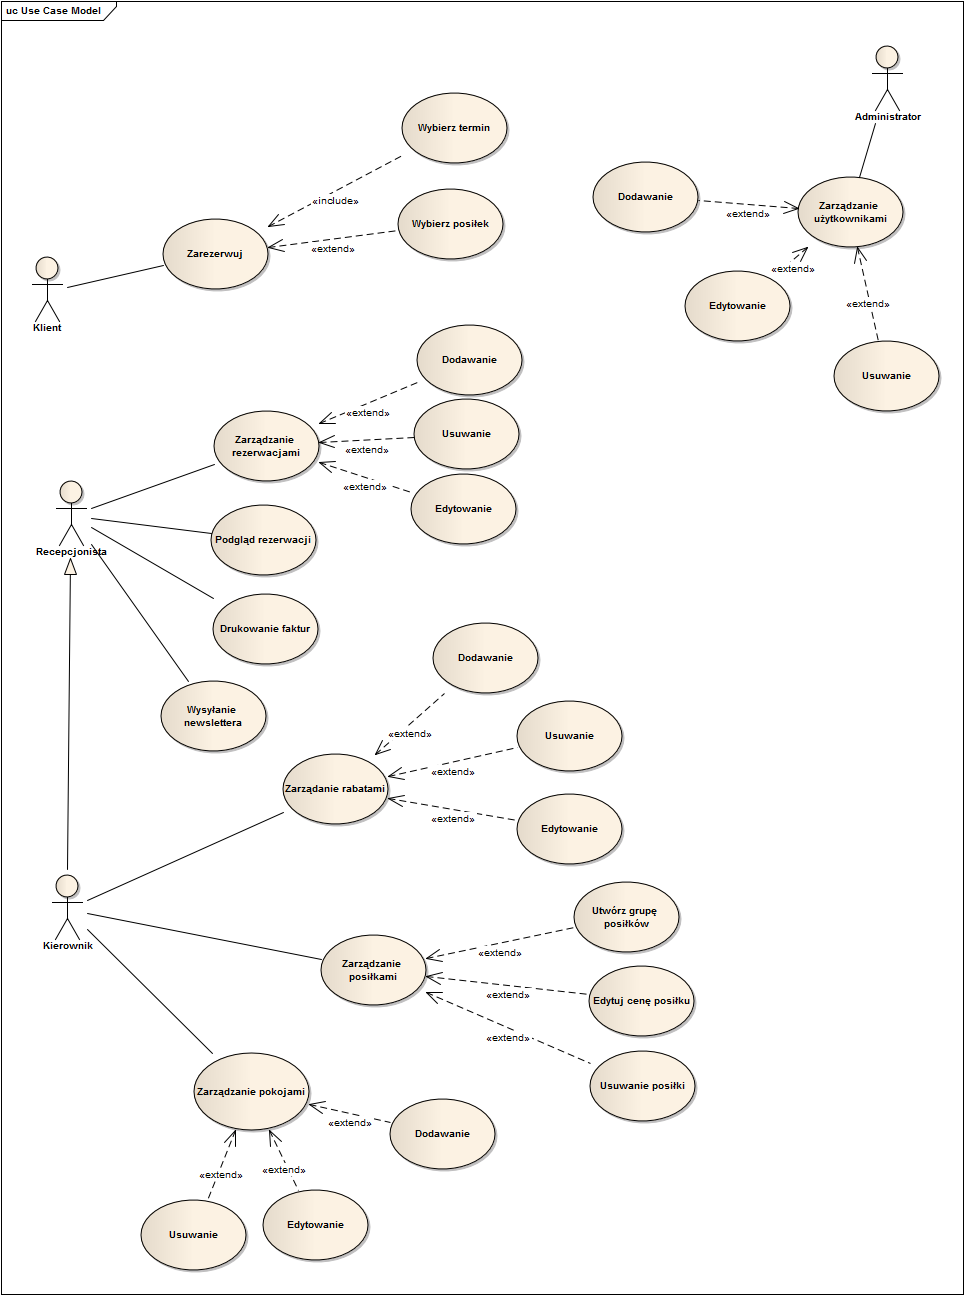 uc Use Case Model
Administrator
Wybierz termin
«include»
Wybierz posiłek
«extend»
Zarezerwuj
Klient
Dodawanie
«extend»
Zarządzanie
użytkownikami
«extend»
Edytowanie
«extend»
Usuwanie
Dodawanie
«extend»
Usuwanie
«extend»
Zarządzanie
rezerwacjami
«extend»
Edytowanie
Recepcjonista
Podgląd rezerwacji
Drukowanie faktur
Wysyłanie
newslettera
Dodawanie
«extend»
Usuwanie
«extend»
Zarządanie rabatami
«extend»
Edytowanie
Kierownik
Utwórz grupę
posiłków
«extend»
Zarządzanie
posiłkami
«extend»
Edytuj cenę posiłku
«extend»
Usuwanie posiłki
Zarządzanie pokojami
«extend»
Dodawanie
«extend»
«extend»
Usuwanie
Edytowanie